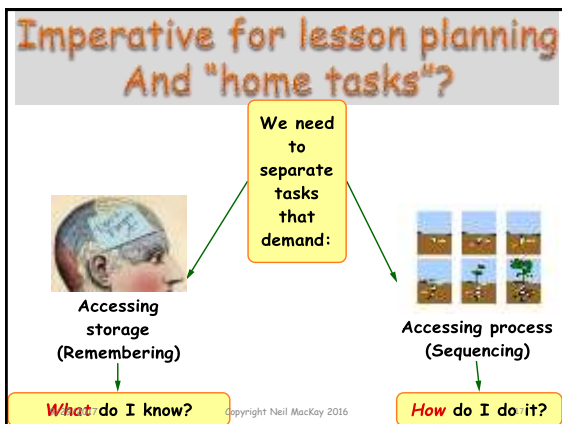 Imperative for lesson planning
And “home tasks”?
We need
to
separate
tasks
that
demand:
Accessing
storage
(Remembering)
Accessing process
(Sequencing)
What do I know?
How do I do it?
Copyright Neil MacKay 2016